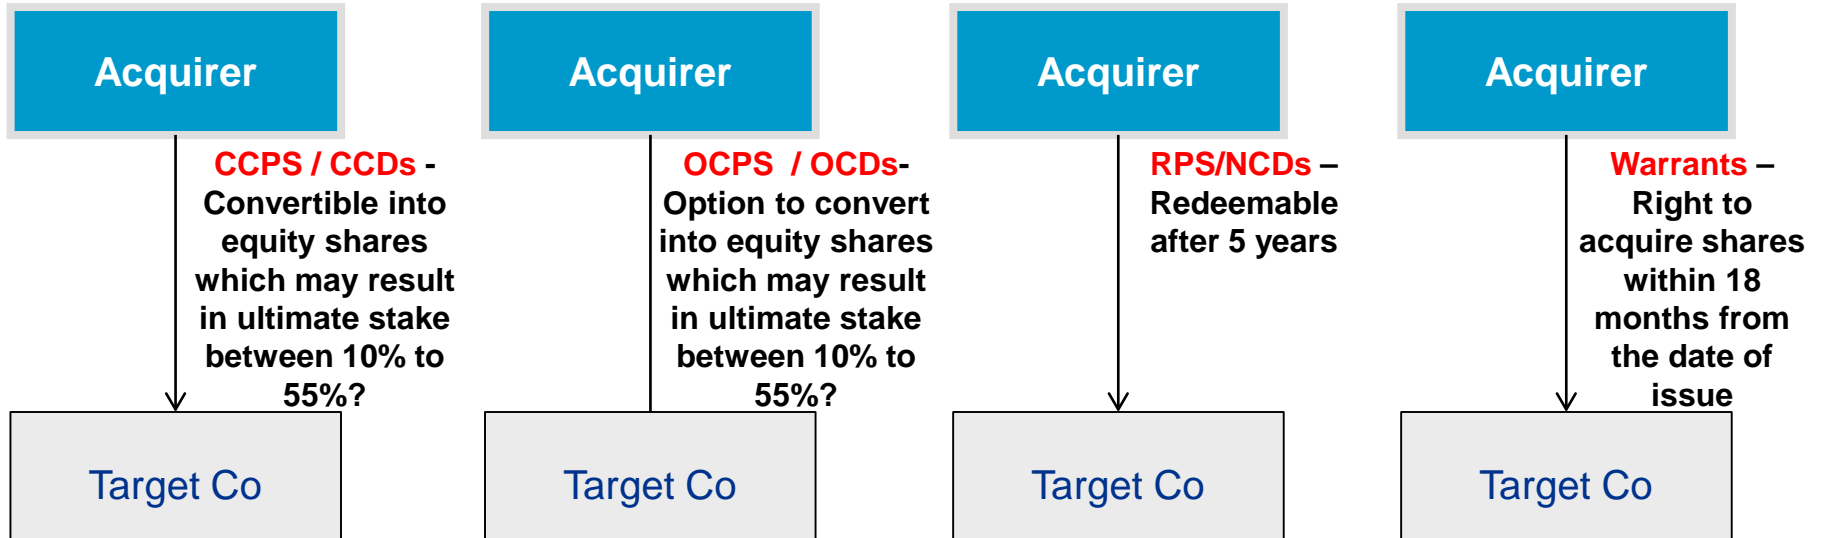 Acquirer
Acquirer
Acquirer
Acquirer
CCPS / CCDs -
Convertible into
equity shares
which may result
in ultimate stake
between 10% to
55%?
OCPS / OCDs-
Option to convert
into equity shares
which may result
in ultimate stake
between 10% to
55%?
RPS/NCDs –
Redeemable
after 5 years
Warrants –
Right to
acquire shares
within 18
months from
the date of
issue
Target Co
Target Co
Target Co
Target Co